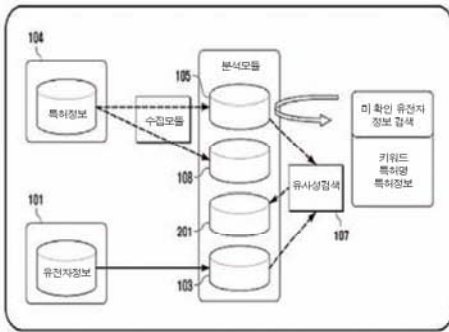 104
특허정보
수집모듈
분석모듈
105
108
201
103
유사성검색
107
미 확인 유전자
정보 검색
키워드
특허명
특허정보
101
유전자정보